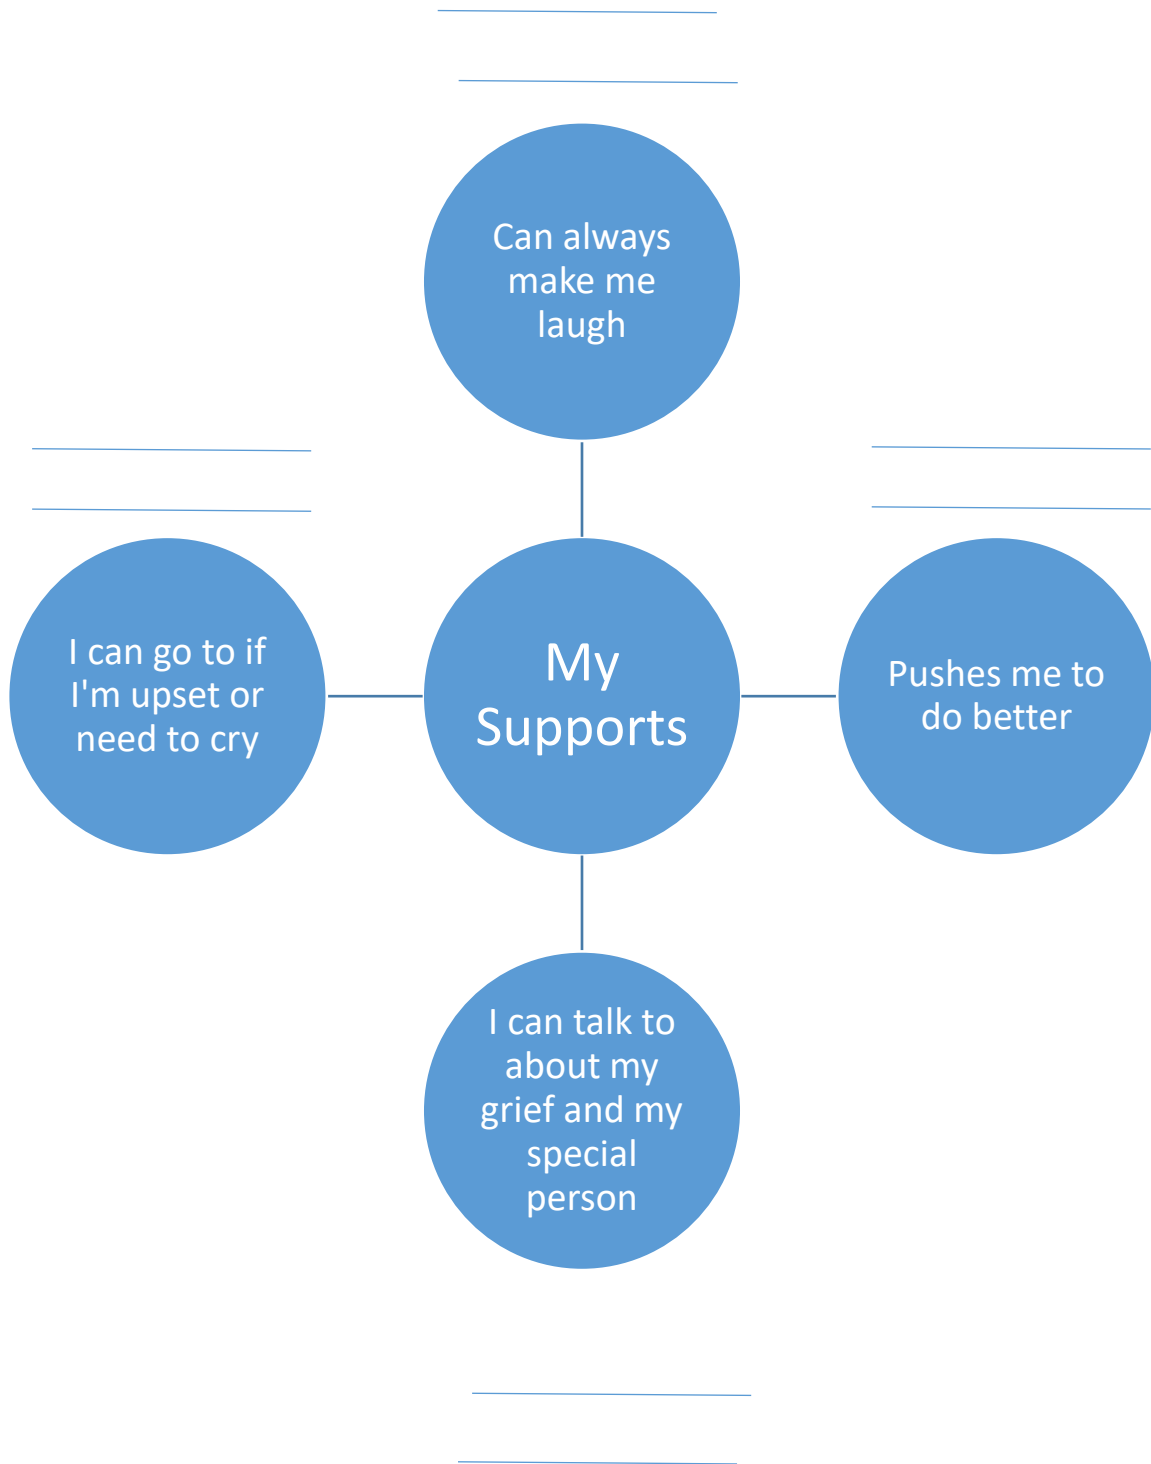 Can always
make me
laugh
I can go to if
I'm upset or
need to cry
My
Supports
Pushes me to
do better
I can talk to
about my
grief and my
special
person